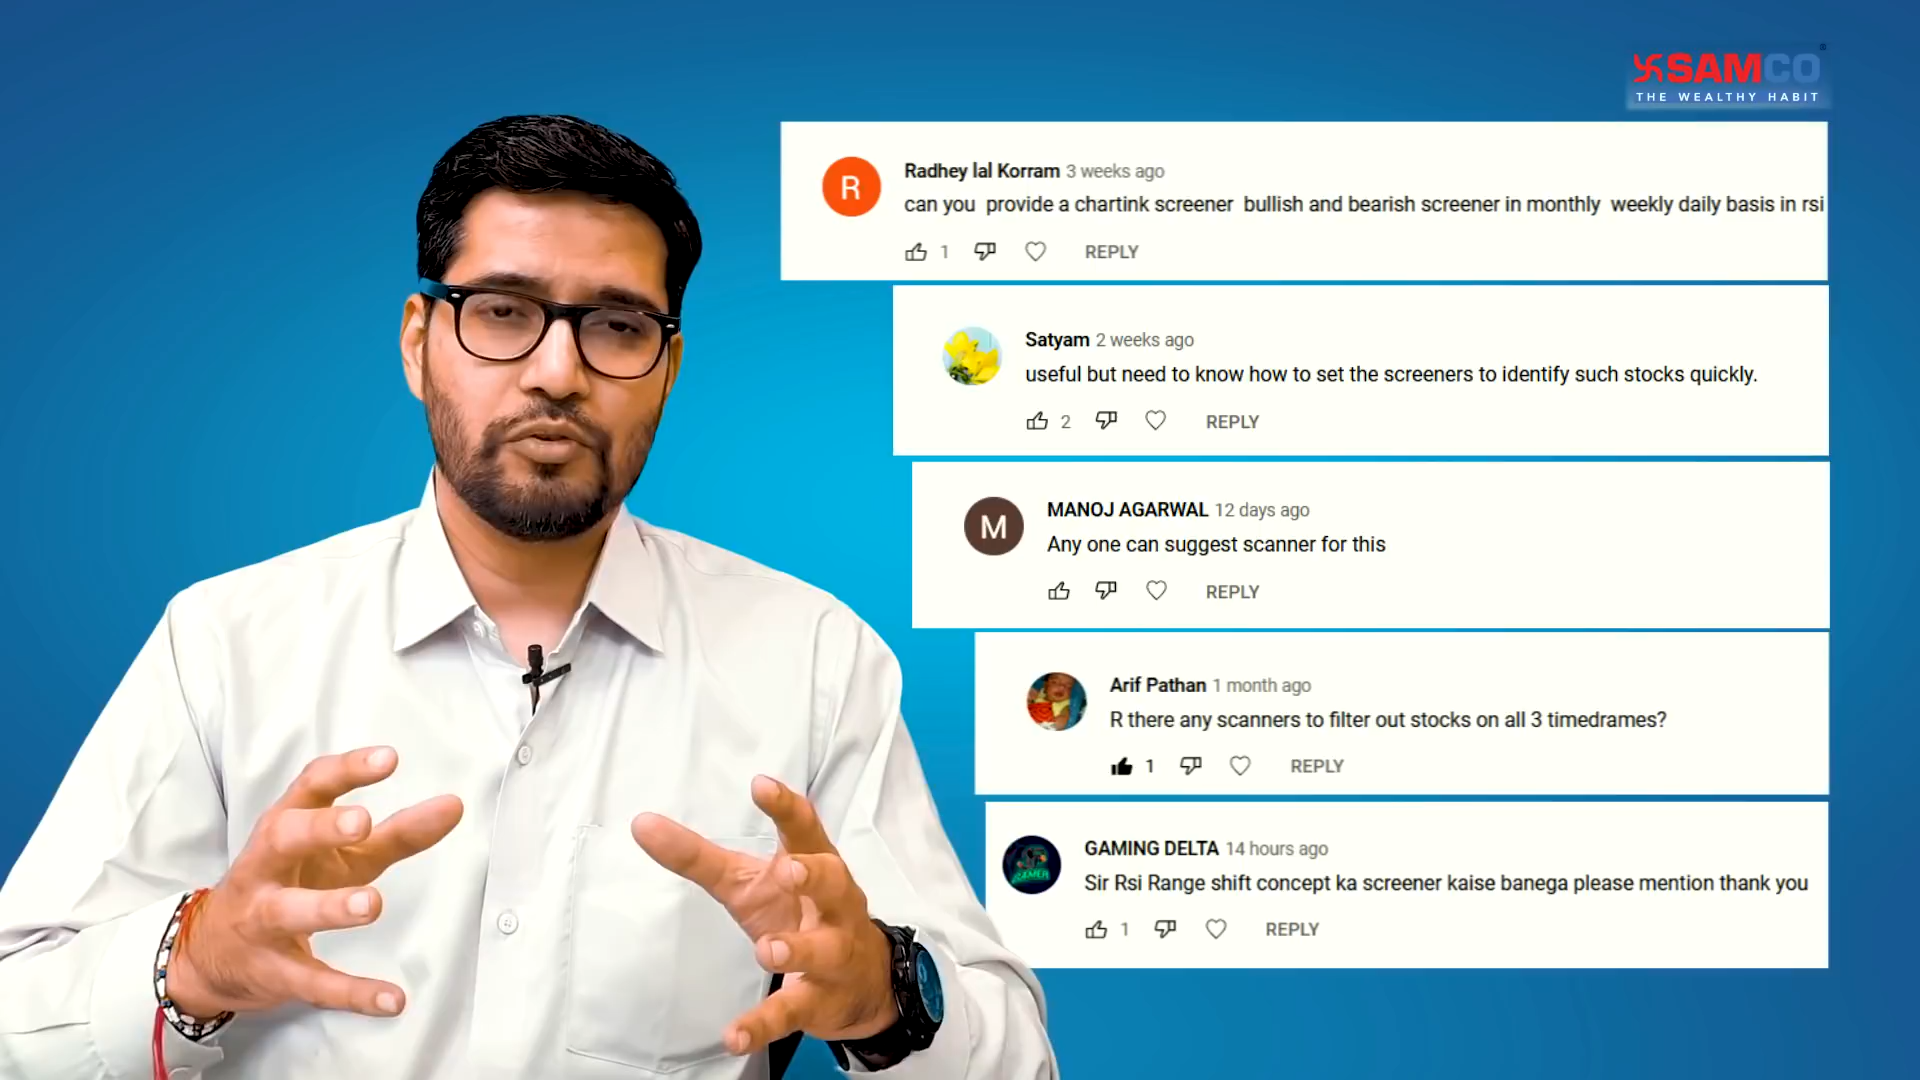 SAMCO
THE WEALTHY HABIT
R
Radhey lal Korram 3 weeks ago
can you provide a chartink screener bullish and bearish screener in monthly weekly daily basis in rsi
1 REPLY
Satyam 2 weeks ago
useful but need to know how to set the screeners to identify such stocks quickly.
2 REPLY
M
MANOJ AGARWAL 12 days ago
Any one can suggest scanner for this
REPLY
Arif Pathan 1 month ago
R there any scanners to filter out stocks on all 3 timedrames?
1 REPLY
GAMER
GAMING DELTA 14 hours ago
Sir Rsi Range shift concept ka screener kaise banega please mention thank you
1 REPLY